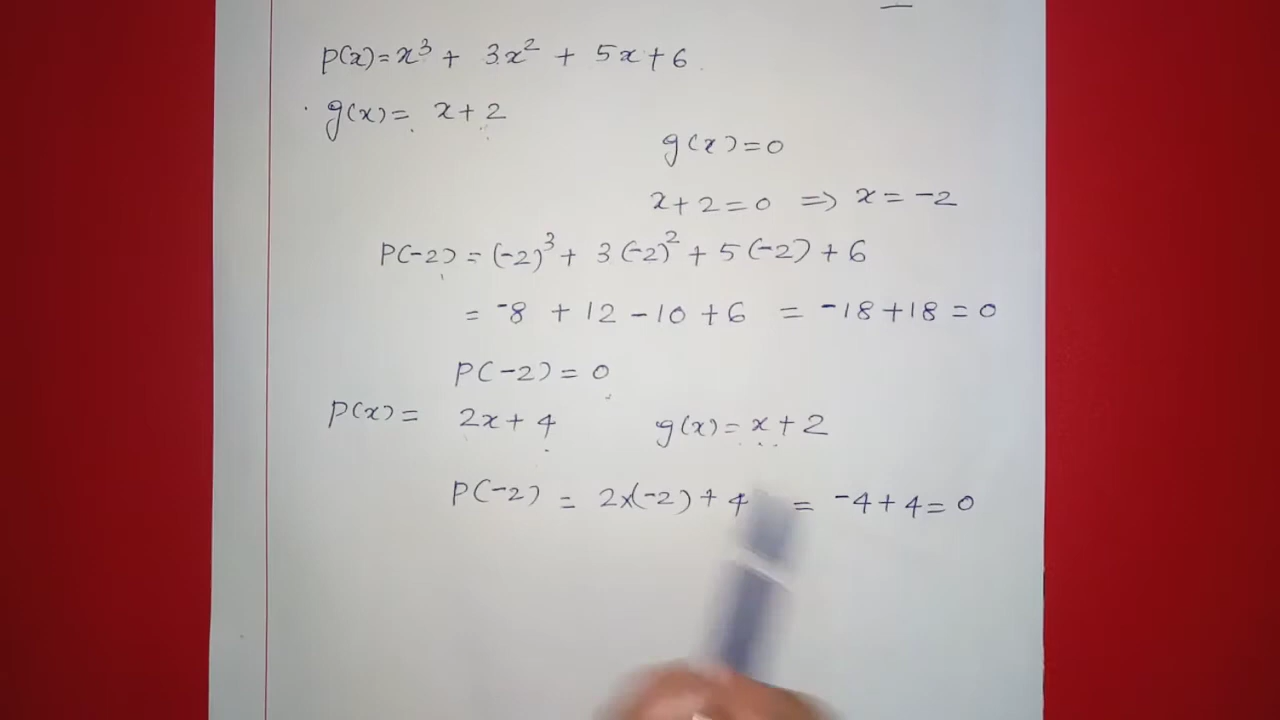 p(x)= x³ + 3x² + 5x+6
g(x)= x+2
g(x)=0
x+2=0 => x=-2
P(-2) = (-2)³ + 3(-2)² + 5(-2) + 6
= -8 + 12 -10 +6 = -18+18 = 0
P(-2) = 0
P(x) = 2x+4 g(x) = x+2
P(-2) = 2x(-2) + 4 = -4+4=0